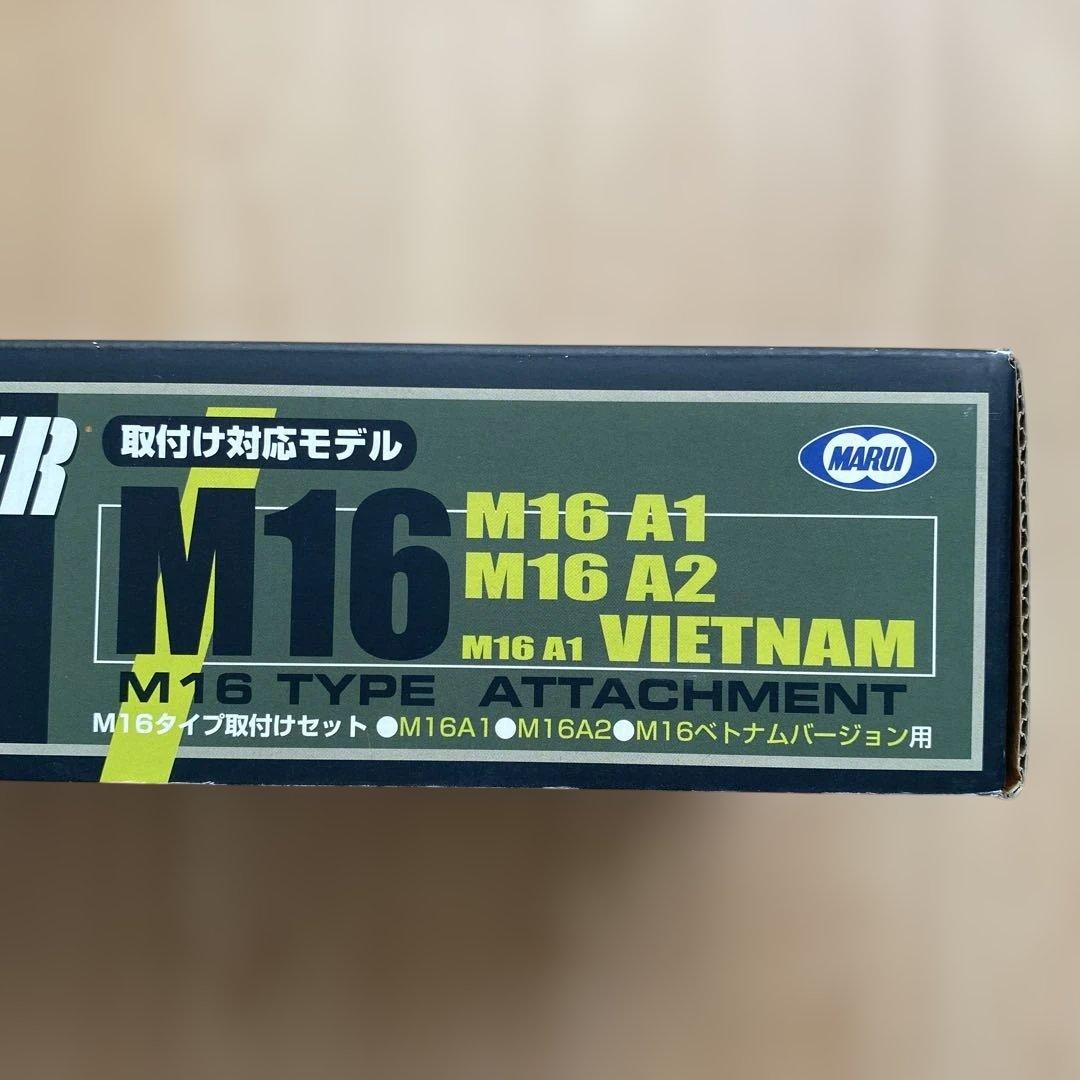 取付け対応モデル
MARUI
M16
M16 A1
M16 A2
M16 A1 VIETNAM
M16 TYPE ATTACHMENT
M16タイプ取付けセット ●M16A1●M16A2●M16ベトナムバージョン用